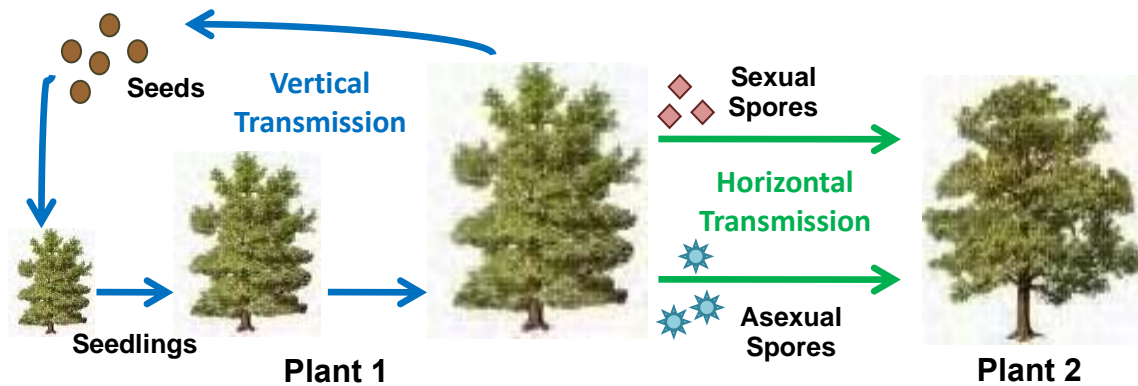 Seeds
Vertical
Transmission
Seedlings
Plant 1
Sexual
Spores
Horizontal
Transmission
Asexual
Spores
Plant 2